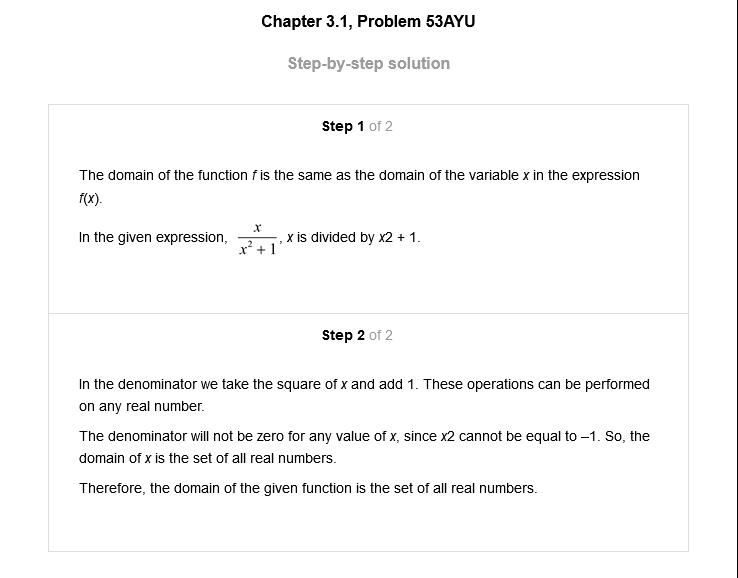 Chapter 3.1, Problem 53AYU
Step-by-step solution
Step 1 of 2
The domain of the function f is the same as the domain of the variable x in the expression
f(x).
In the given expression, x / x² + 1 , x is divided by x2 + 1.
Step 2 of 2
In the denominator we take the square of x and add 1. These operations can be performed
on any real number.
The denominator will not be zero for any value of x, since x2 cannot be equal to –1. So, the
domain of x is the set of all real numbers.
Therefore, the domain of the given function is the set of all real numbers.